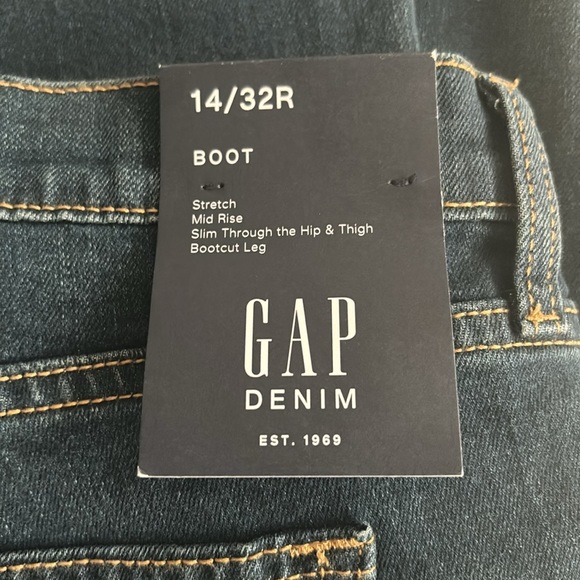 14/32R
BOOT
Stretch
Mid Rise
Slim Through the Hip & Thigh
Bootcut Leg
GAP
DENIM
EST. 1969